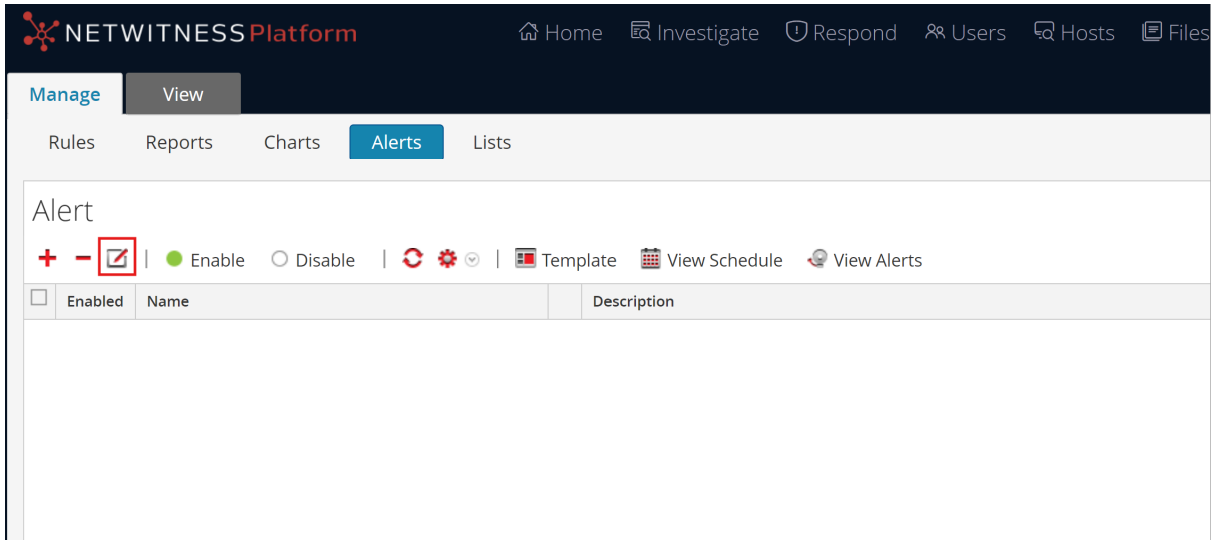 NETWITNESS Platform Home Investigate Respond Users Hosts Files
Manage View
Rules Reports Charts Alerts Lists
Alert
Enable Disable Template View Schedule View Alerts
Enabled Name Description